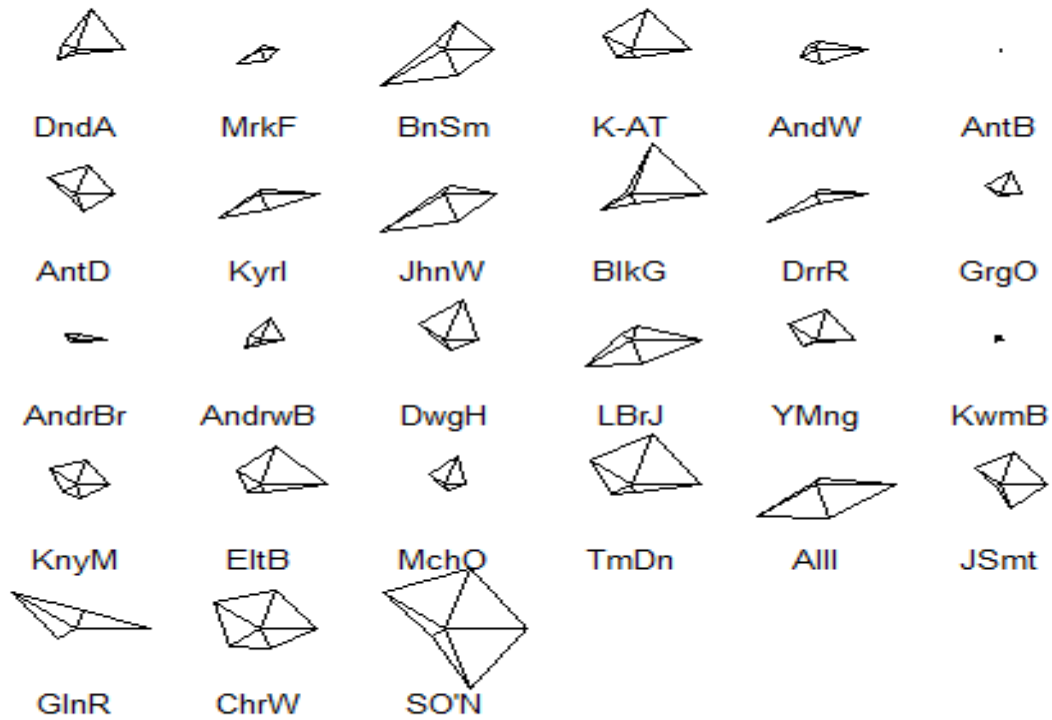 DndA MrkF BnSm K-AT AndW AntB
AntD Kyrl JhnW BlkG DrrR GrgO
AndrBr AndrwB DwgH LBrJ YMng KwmB
KnyM EltB MchO TmDn AlII JSmt
GlnR ChrW SO'N